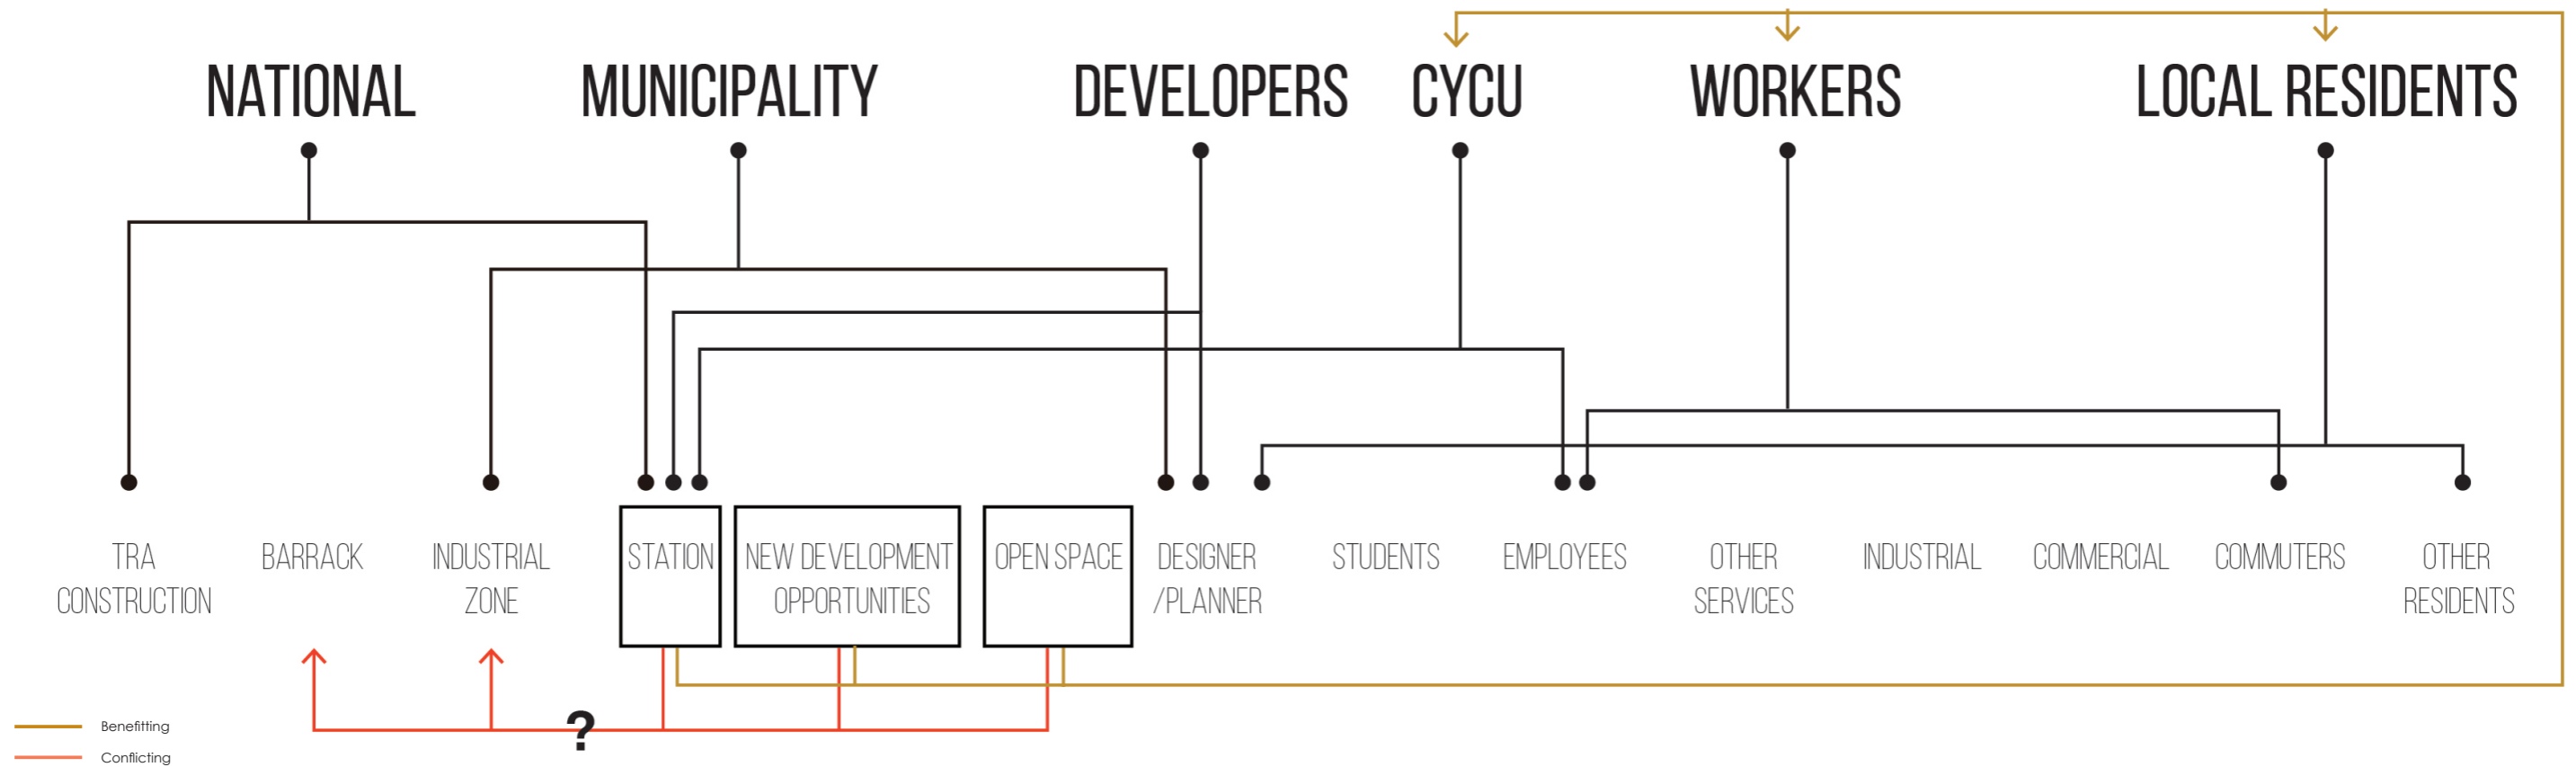 NATIONAL
MUNICIPALITY
DEVELOPERS
CYCU
WORKERS
LOCAL RESIDENTS
TRA
CONSTRUCTION
BARRACK
INDUSTRIAL
ZONE
STATION
NEW DEVELOPMENT
OPPORTUNITIES
OPEN SPACE
DESIGNER
/PLANNER
STUDENTS
EMPLOYEES
OTHER
SERVICES
INDUSTRIAL
COMMERCIAL
COMMUTERS
OTHER
RESIDENTS
?
Benefitting
Conflicting